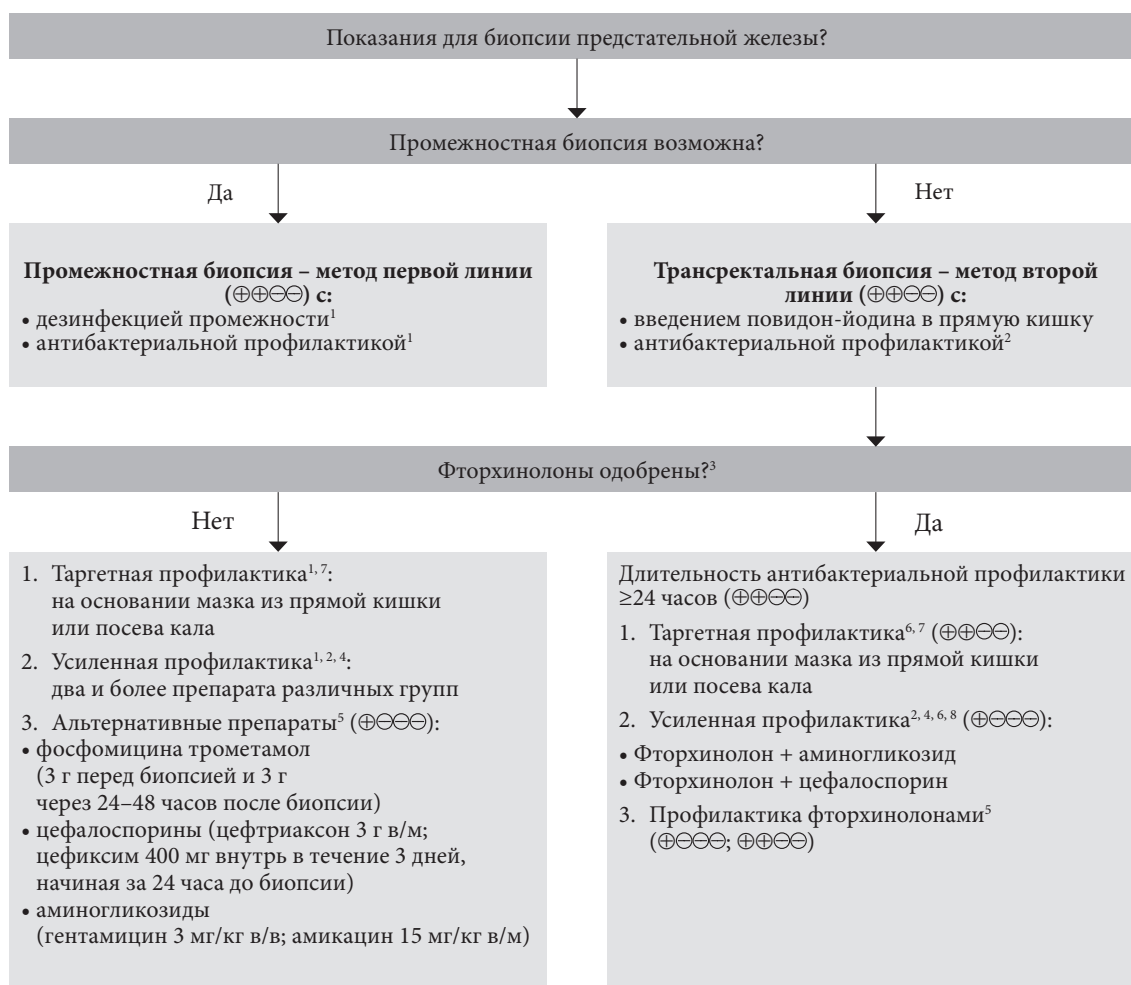 Показания для биопсии предстательной железы?
Промежностная биопсия возможна?
Да
Нет
Промежностная биопсия – метод первой линии
(⊕⊕⊖⊖) с:
• дезинфекцией промежности¹
• антибактериальной профилактикой¹
Трансректальная биопсия – метод второй
линии (⊕⊕⊖⊖) с:
• введением повидон-йодина в прямую кишку
• антибактериальной профилактикой²
Фторхинолоны одобрены?³
Нет
Да
1. Таргетная профилактика¹,⁷:
на основании мазка из прямой кишки
или посева кала
2. Усиленная профилактика¹,²,⁴:
два и более препарата различных групп
3. Альтернативные препараты⁵ (⊕⊖⊖⊖):
• фосфомицина трометамол
(3 г перед биопсией и 3 г
через 24–48 часов после биопсии)
• цефалоспорины (цефтриаксон 3 г в/м;
цефиксим 400 мг внутрь в течение 3 дней,
начиная за 24 часа до биопсии)
• аминогликозиды
(гентамицин 3 мг/кг в/в; амикацин 15 мг/кг в/м)
Длительность антибактериальной профилактики
≥24 часов (⊕⊕⊖⊖)
1. Таргетная профилактика⁶,⁷ (⊕⊕⊖⊖):
на основании мазка из прямой кишки
или посева кала
2. Усиленная профилактика²,⁴,⁶,⁸ (⊕⊖⊖⊖):
• Фторхинолон + аминогликозид
• Фторхинолон + цефалоспорин
3. Профилактика фторхинолонами⁵
(⊕⊖⊖⊖; ⊕⊕⊖⊖)